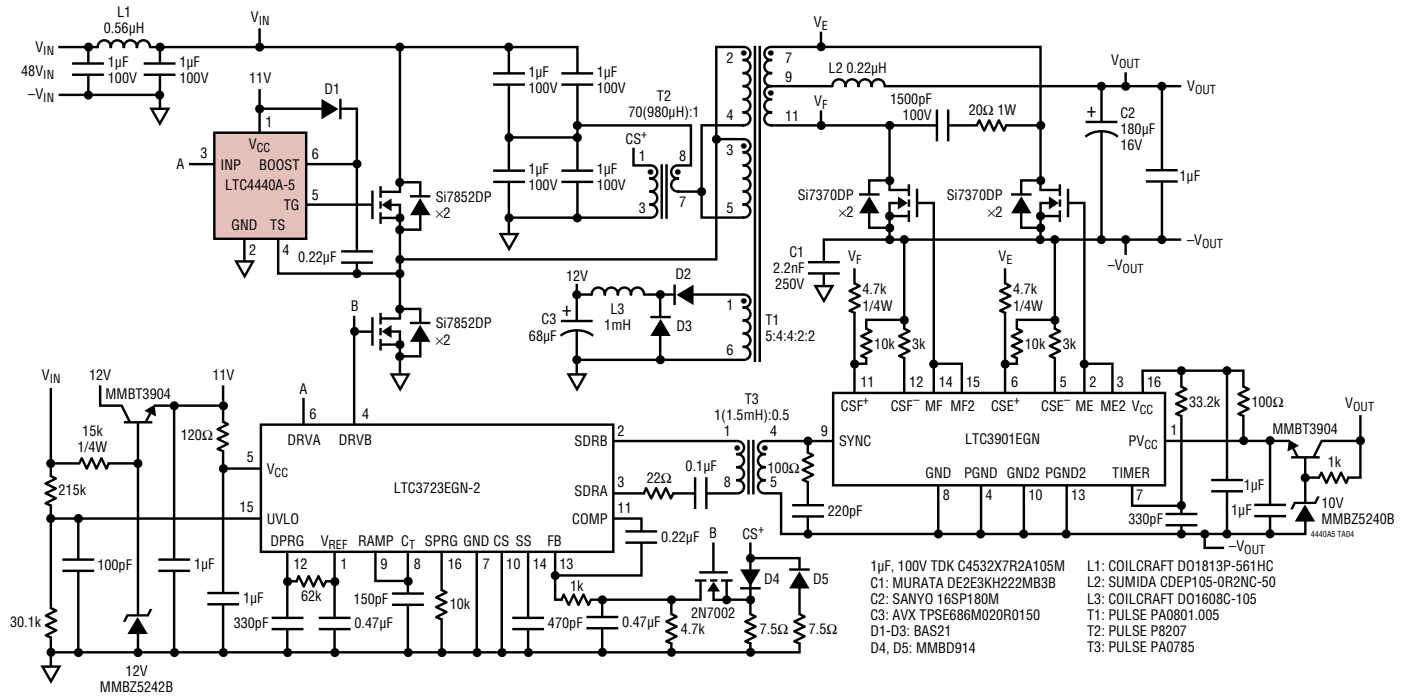 L1
0.56µH
VIN
VIN
48VIN
–VIN
1µF
100V
1µF
100V
11V
D1
1
VCC
A
3
INP
BOOST
6
LTC4440A-5
TG
5
GND
TS
2
4
0.22µF
Si7852DP
×2
B
Si7852DP
×2
1µF
100V
1µF
100V
T2
70(980µH):1
CS+
1
8
1µF
100V
1µF
100V
3
7
2
4
3
5
12V
C3
68µF
+
L3
1mH
D2
D3
1
6
T1
5:4:4:2:2
VE
7
9
L2 0.22µH
VF
11
1500pF
100V
20Ω 1W
VOUT
VOUT
+
C2
180µF
16V
1µF
Si7370DP
×2
Si7370DP
×2
–VOUT
–VOUT
C1
2.2nF
250V
VF
4.7k
1/4W
10k
3k
VE
4.7k
1/4W
10k
3k
11
12
14
15
6
5
2
3
16
CSF+
CSF–
MF
MF2
CSE+
CSE–
ME
ME2
VCC
9
SYNC
LTC3901EGN
PVCC
1
GND
PGND
GND2
PGND2
TIMER
8
4
10
13
7
33.2k
100Ω
VOUT
MMBT3904
1k
1µF
1µF
330pF
10V
MMBZ5240B
–VOUT
4440A5 TA04
VIN
12V
MMBT3904
11V
15k
1/4W
120Ω
215k
A
6
4
DRVA
DRVB
5
VCC
LTC3723EGN-2
15
UVLO
SDRB
2
SDRA
3
COMP
11
DPRG
VREF
RAMP
CT
SPRG
GND
CS
SS
FB
12
1
9
8
16
7
10
14
13
22Ω
0.1µF
T3
1(1.5mH):0.5
1
4
8
5
100Ω
220pF
0.22µF
100pF
1µF
30.1k
12V
MMBZ5242B
1µF
62k
330pF
0.47µF
150pF
10k
470pF
1k
0.47µF
4.7k
B
2N7002
CS+
D4
D5
7.5Ω
7.5Ω
1µF, 100V TDK C4532X7R2A105M
C1: MURATA DE2E3KH222MB3B
C2: SANYO 16SP180M
C3: AVX TPSE686M020R0150
D1-D3: BAS21
D4, D5: MMBD914
L1: COILCRAFT DO1813P-561HC
L2: SUMIDA CDEP105-0R2NC-50
L3: COILCRAFT DO1608C-105
T1: PULSE PA0801.005
T2: PULSE P8207
T3: PULSE PA0785